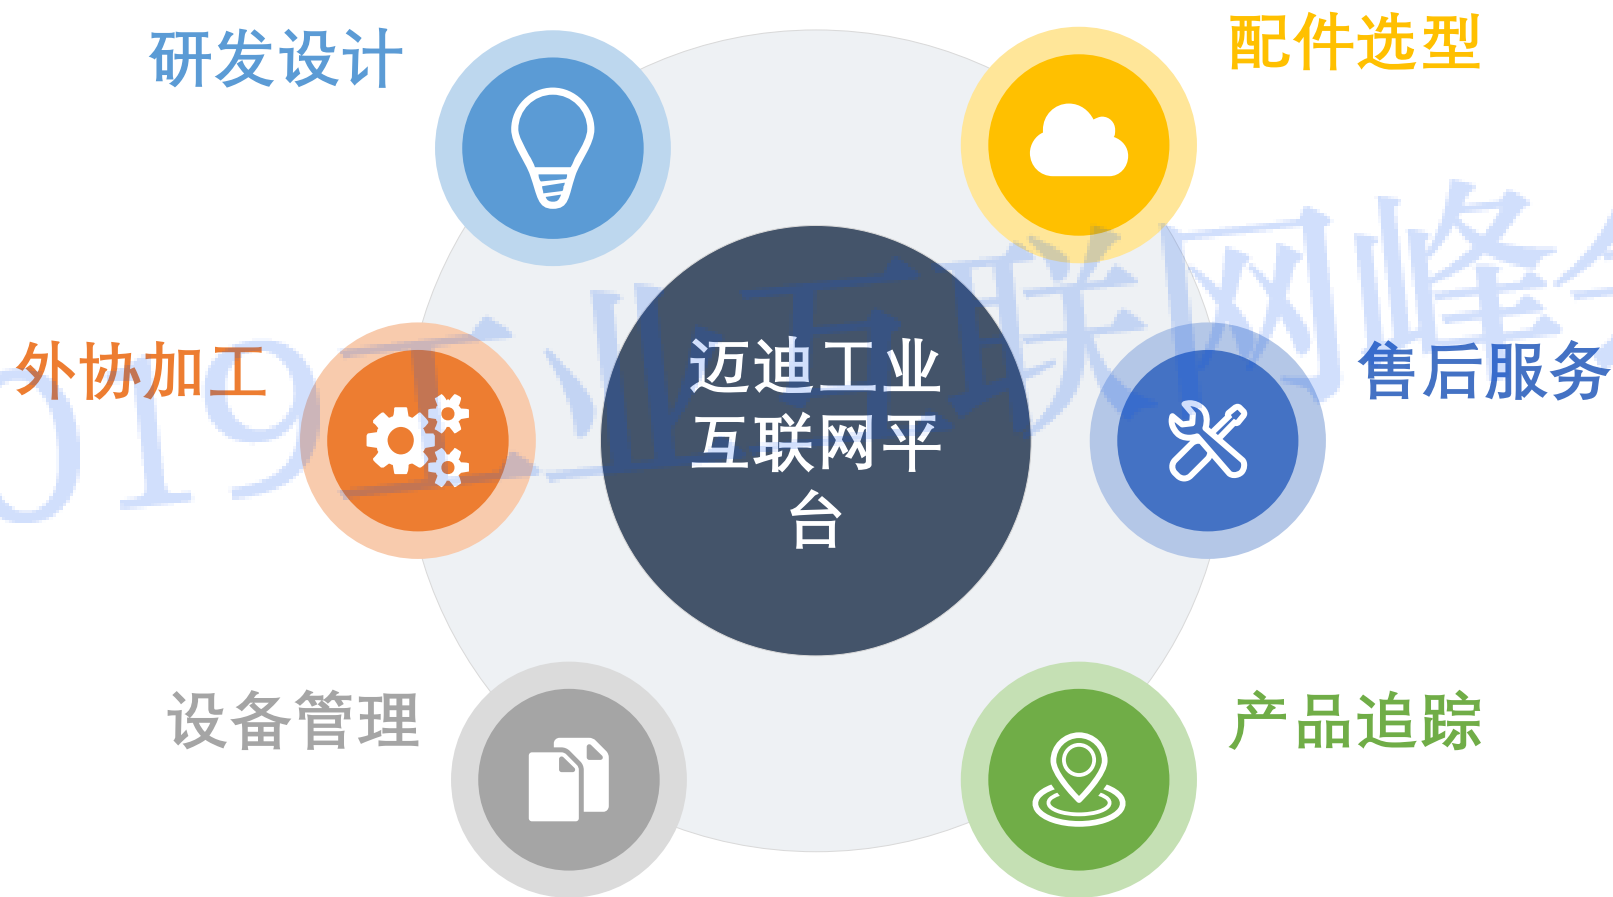 研发设计
配件选型
019工业互联网峰会
外协加工
迈迪工业
互联网平
台
售后服务
设备管理
产品追踪